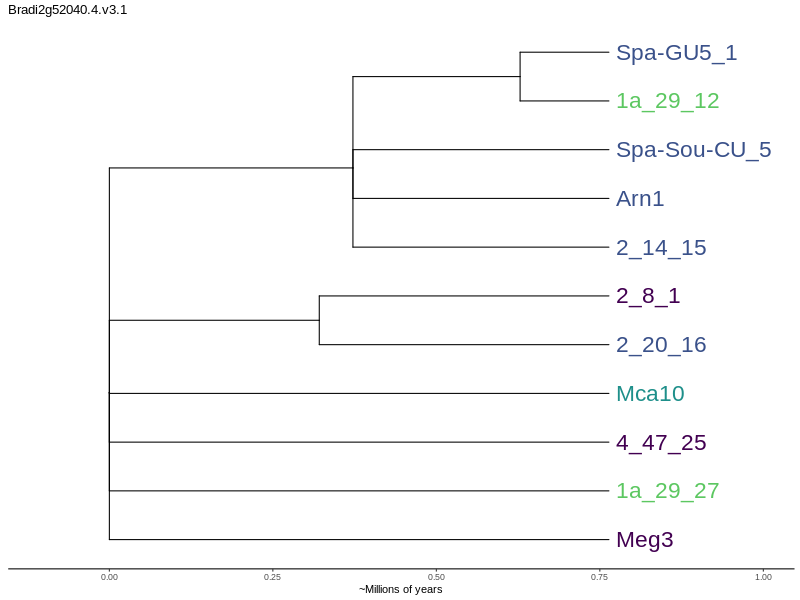 Bradi2g52040.4.v3.1
Spa-GU5_1
1a_29_12
Spa-Sou-CU_5
Arn1
2_14_15
2_8_1
2_20_16
Mca10
4_47_25
1a_29_27
Meg3
0.00 0.25 0.50 0.75 1.00
~Millions of years